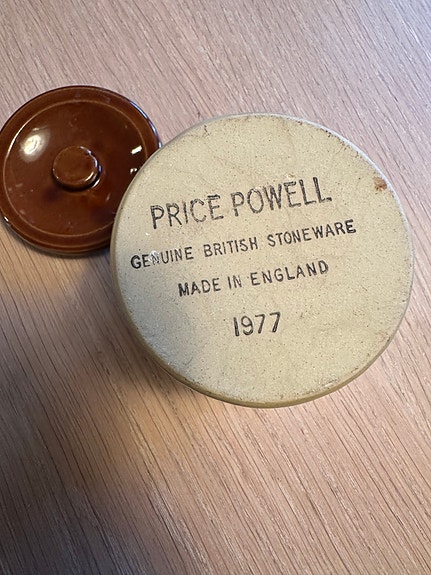 PRICE POWELL
GENUINE BRITISH STONEWARE
MADE IN ENGLAND
1977